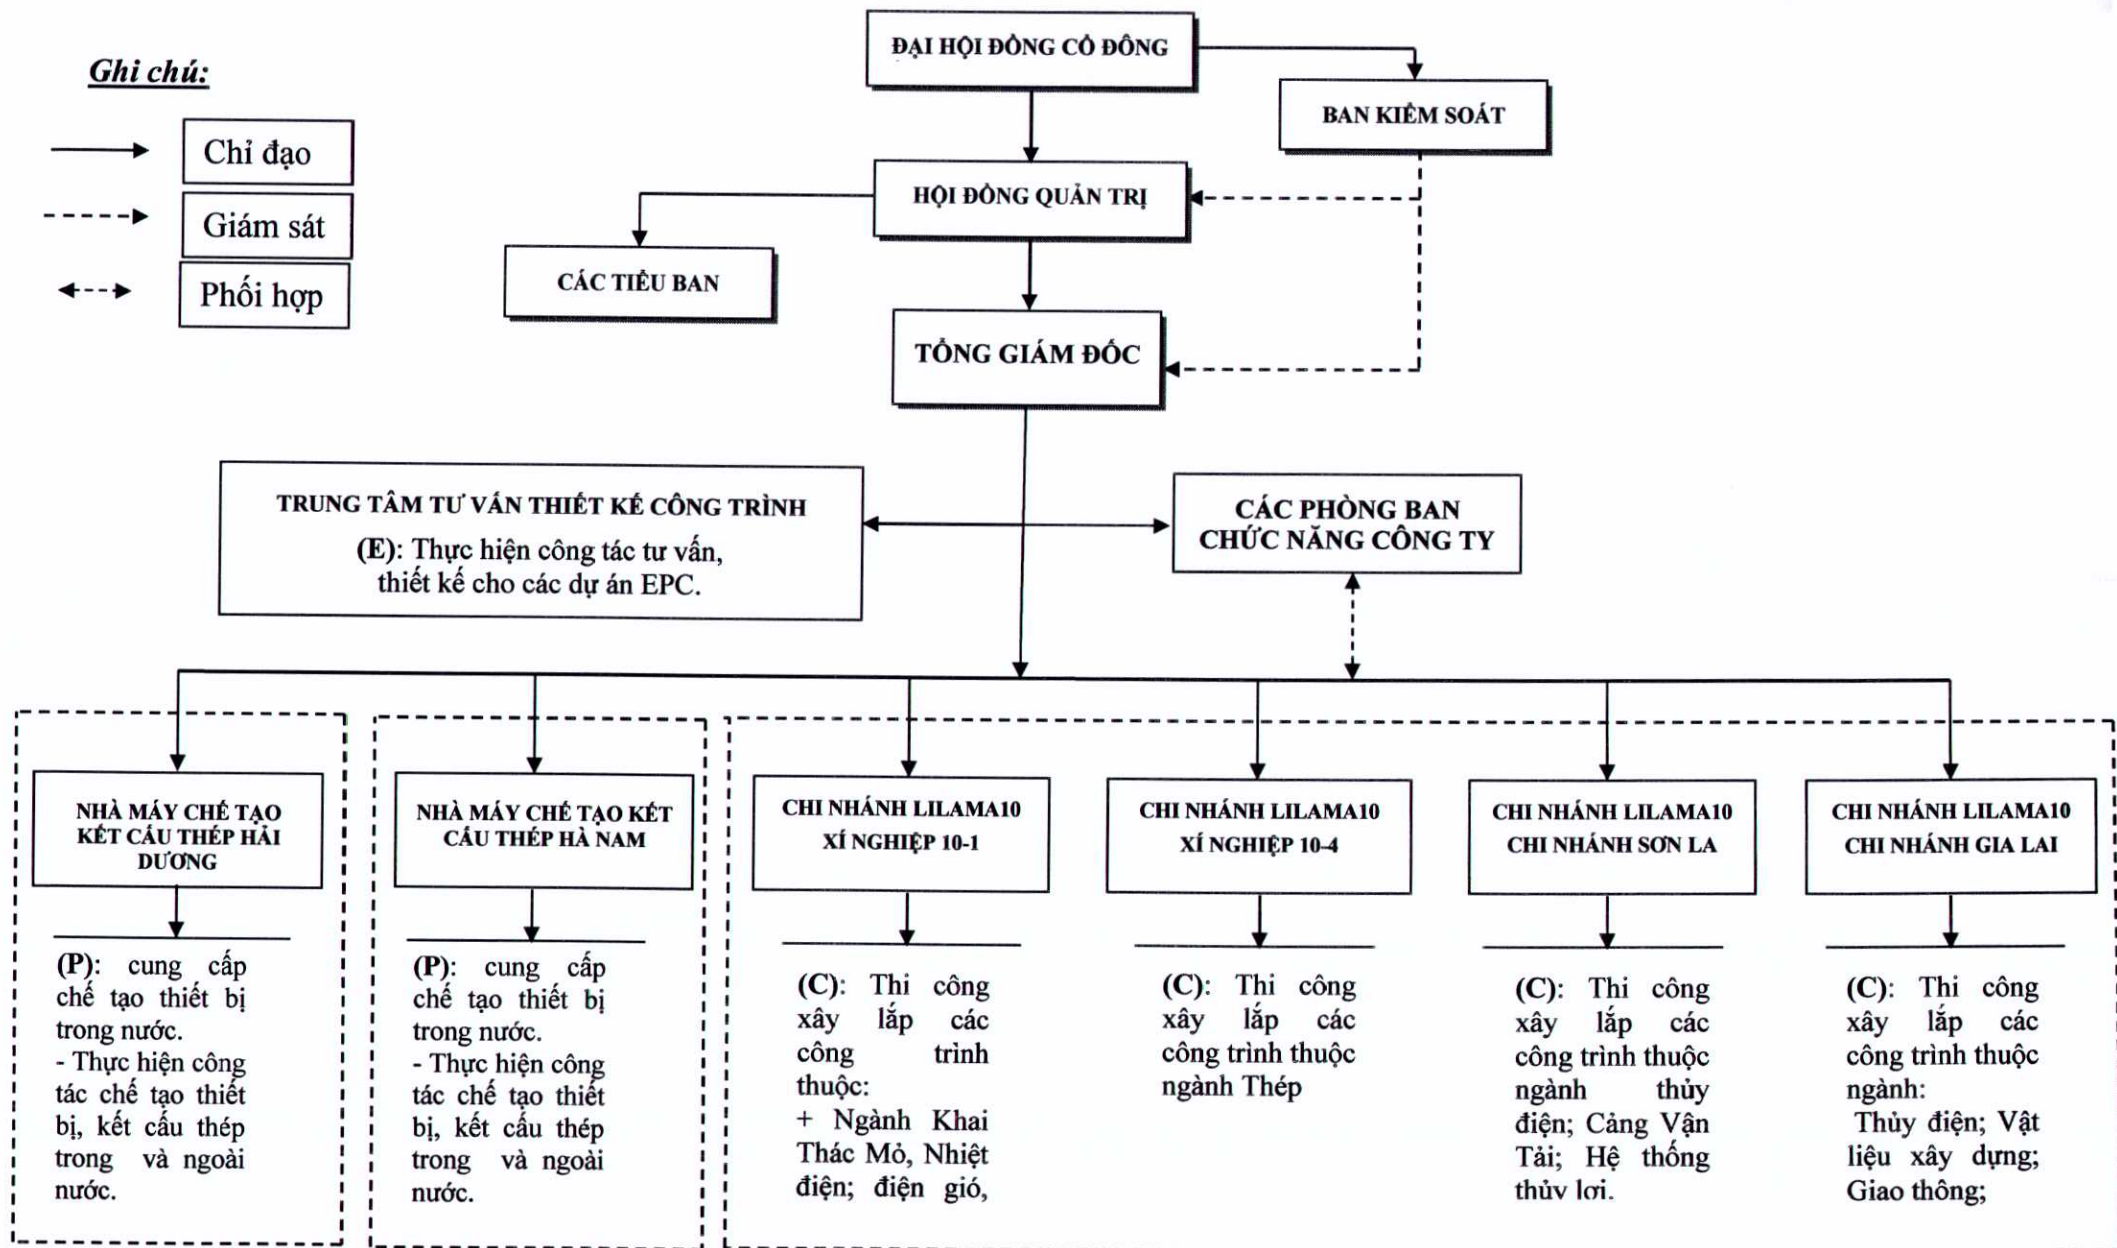 ĐẠI HỘI ĐỒNG CỔ ĐÔNG
Ghi chú:
BAN KIỂM SOÁT
Chỉ đạo
Giám sát
Phối hợp
HỘI ĐỒNG QUẢN TRỊ
CÁC TIỂU BAN
TỔNG GIÁM ĐỐC
TRUNG TÂM TƯ VẤN THIẾT KẾ CÔNG TRÌNH
(E): Thực hiện công tác tư vấn,
thiết kế cho các dự án EPC.
CÁC PHÒNG BAN
CHỨC NĂNG CÔNG TY
NHÀ MÁY CHẾ TẠO
KẾT CẤU THÉP HẢI
DƯƠNG
NHÀ MÁY CHẾ TẠO KẾT
CẤU THÉP HÀ NAM
CHI NHÁNH LILAMA10
XÍ NGHIỆP 10-1
CHI NHÁNH LILAMA10
XÍ NGHIỆP 10-4
CHI NHÁNH LILAMA10
CHI NHÁNH SƠN LA
CHI NHÁNH LILAMA10
CHI NHÁNH GIA LAI
(P): cung cấp
chế tạo thiết bị
trong nước.
- Thực hiện công
tác chế tạo thiết
bị, kết cấu thép
trong và ngoài
nước.
(P): cung cấp
chế tạo thiết bị
trong nước.
- Thực hiện công
tác chế tạo thiết
bị, kết cấu thép
trong và ngoài
nước.
(C): Thi công
xây lắp các
công trình
thuộc:
+ Ngành Khai
Thác Mỏ, Nhiệt
điện; điện gió,
(C): Thi công
xây lắp các
công trình thuộc
ngành Thép
(C): Thi công
xây lắp các
công trình thuộc
ngành thủy
điện; Cảng Vận
Tải; Hệ thống
thủy lợi.
(C): Thi công
xây lắp các
công trình thuộc
ngành:
Thủy điện; Vật
liệu xây dựng;
Giao thông;